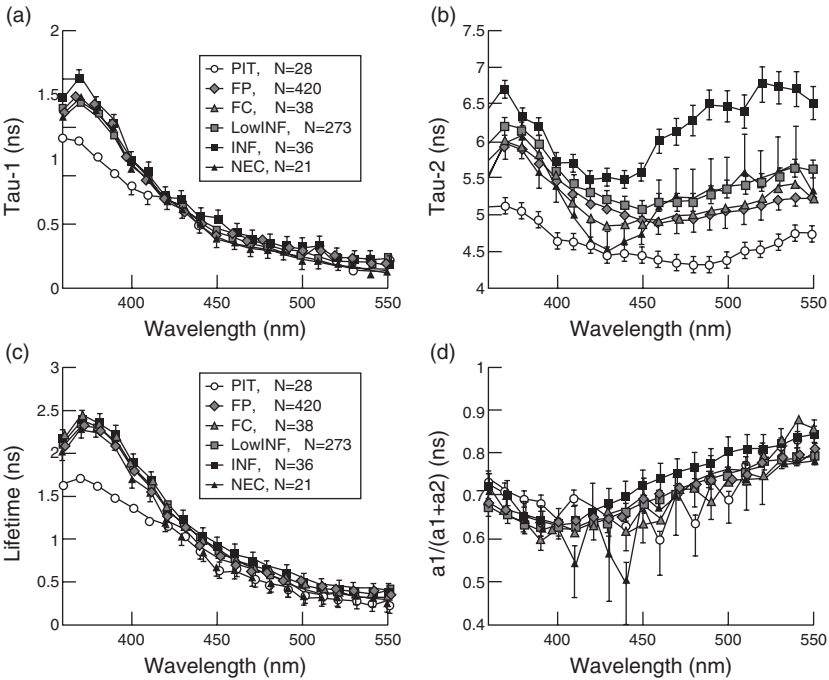 (a)
2
1.5
1
0.5
0
Tau-1 (ns)
PIT, N=28
FP, N=420
FC, N=38
LowINF, N=273
INF, N=36
NEC, N=21
400 450 500 550
Wavelength (nm)
(b)
7.5
7
6.5
6
5.5
5
4.5
4
Tau-2 (ns)
400 450 500 550
Wavelength (nm)
(c)
3
2.5
2
1.5
1
0.5
0
Lifetime (ns)
PIT, N=28
FP, N=420
FC, N=38
LowINF, N=273
INF, N=36
NEC, N=21
400 450 500 550
Wavelength (nm)
(d)
1
0.9
0.8
0.7
0.6
0.5
0.4
a1/(a1+a2) (ns)
400 450 500 550
Wavelength (nm)